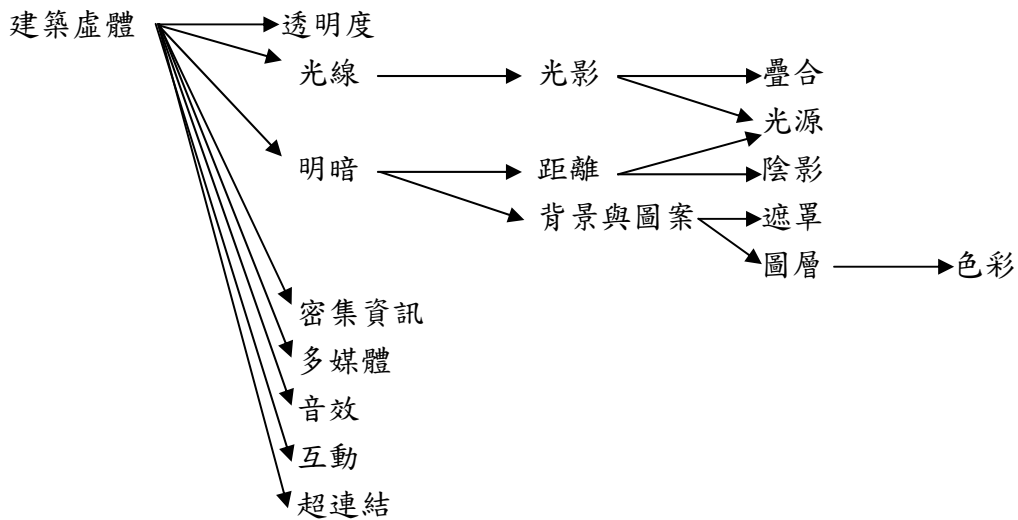 建築虛體 透明度
光線 光影 疊合
光源
明暗 距離 陰影
背景與圖案 遮罩
圖層 色彩
密集資訊
多媒體
音效
互動
超連結